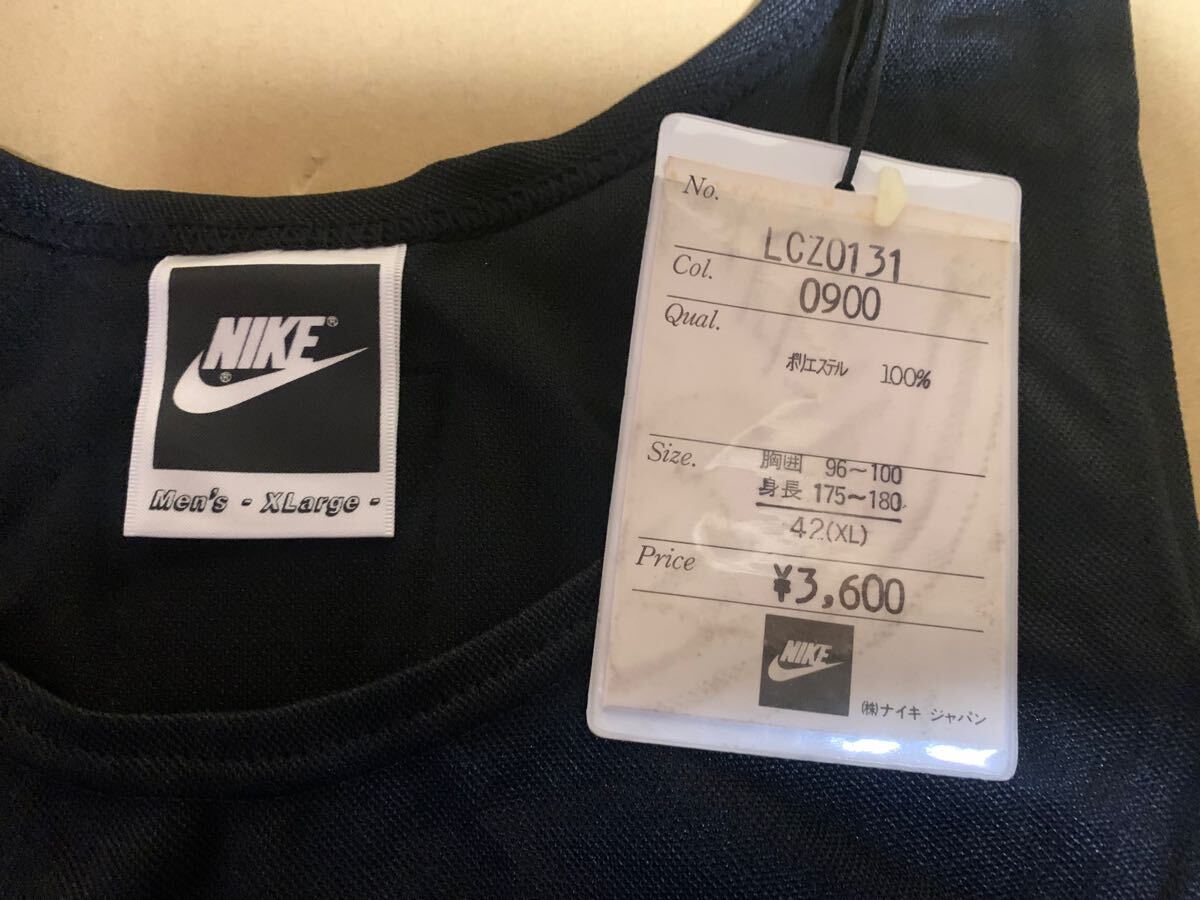 NIKE®
®
Men's - XLarge -
No.
LCZ0131
Col.
0900
Qual.
ポリエステル 100%
Size.
胸囲 96〜100
身長 175〜180
42(XL)
Price
¥3,600
NIKE
(株)ナイキ ジャパン